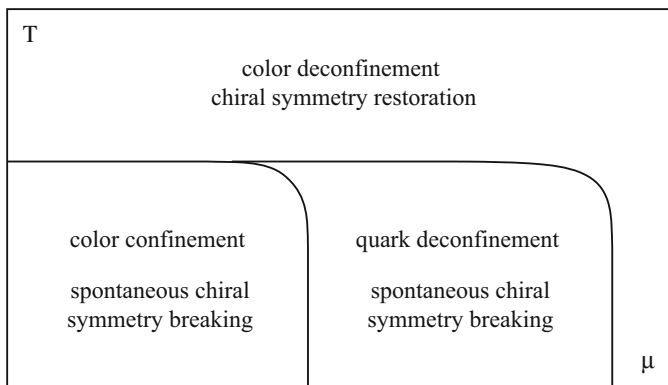 T
color deconfinement
chiral symmetry restoration
color confinement
spontaneous chiral
symmetry breaking
quark deconfinement
spontaneous chiral
symmetry breaking
μ